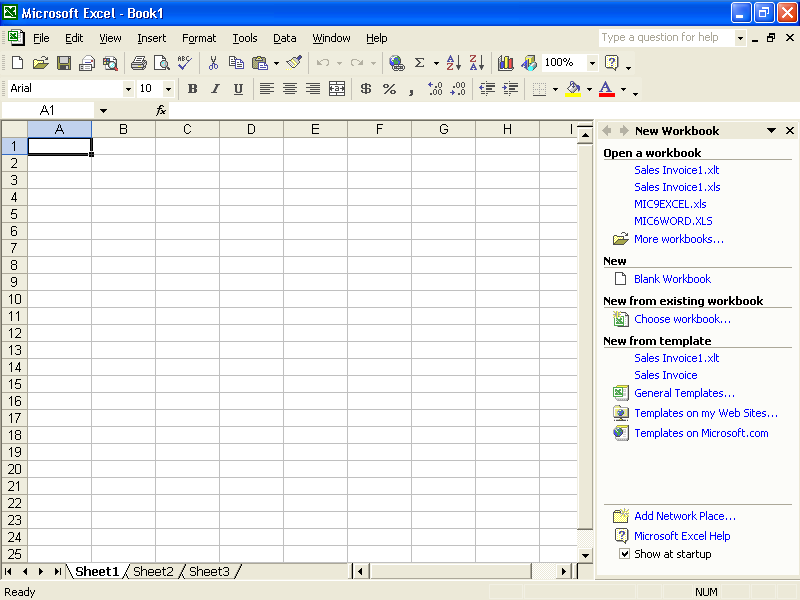 Microsoft Excel - Book1
File Edit View Insert Format Tools Data Window Help Type a question for help
ABC Σ A Z Z A 100% ?
Arial 10 B I U $ % , .00 .00 A
A1 fx
A B C D E F G H I
1
2
3
4
5
6
7
8
9
10
11
12
13
14
15
16
17
18
19
20
21
22
23
24
25
Sheet1 Sheet2 Sheet3
New Workbook
Open a workbook
Sales Invoice1.xlt
Sales Invoice1.xls
MIC9EXCEL.xls
MIC6WORD.XLS
More workbooks...
New
Blank Workbook
New from existing workbook
Choose workbook...
New from template
Sales Invoice1.xlt
Sales Invoice
General Templates...
Templates on my Web Sites...
Templates on Microsoft.com
Add Network Place...
Microsoft Excel Help
Show at startup
Ready NUM